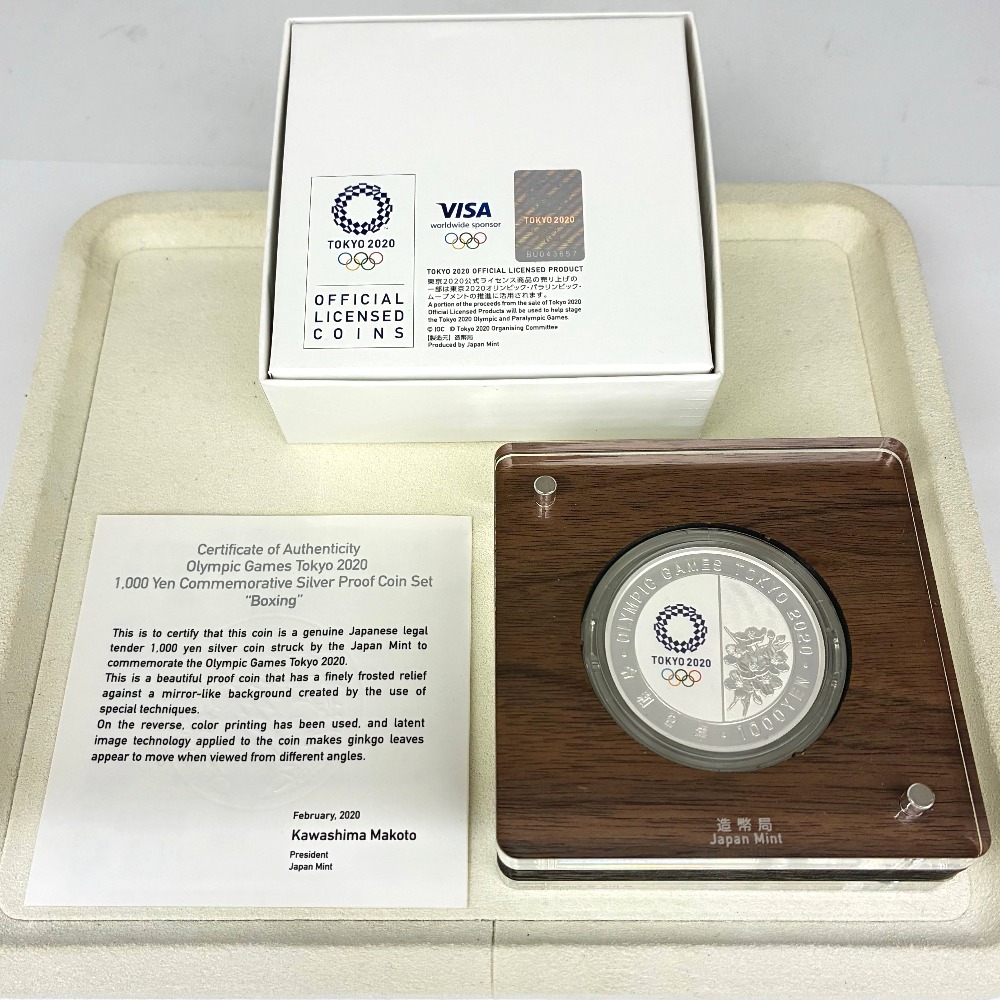 TOKYO 2020
OFFICIAL
LICENSED
COINS
VISA
worldwide sponsor
TOKYO 2020
BU043657
TOKYO 2020 OFFICIAL LICENSED PRODUCT
東京2020公式ライセンス商品の売り上げの
一部は東京2020オリンピック・パラリンピック・
ムーブメントの推進に活用されます。
A portion of the proceeds from the sale of Tokyo 2020
Official Licensed Products will be used to help stage
the Tokyo 2020 Olympic and Paralympic Games.
© IOC © Tokyo 2020 Organising Committee
[製造元] 造幣局
Produced by Japan Mint
Certificate of Authenticity
Olympic Games Tokyo 2020
1,000 Yen Commemorative Silver Proof Coin Set
"Boxing"
This is to certify that this coin is a genuine Japanese legal
tender 1,000 yen silver coin struck by the Japan Mint to
commemorate the Olympic Games Tokyo 2020.
This is a beautiful proof coin that has a finely frosted relief
against a mirror-like background created by the use of
special techniques.
On the reverse, color printing has been used, and latent
image technology applied to the coin makes ginkgo leaves
appear to move when viewed from different angles.
February, 2020
Kawashima Makoto
President
Japan Mint
OLYMPIC GAMES TOKYO 2020
TOKYO 2020
1000YEN
造幣局
Japan Mint